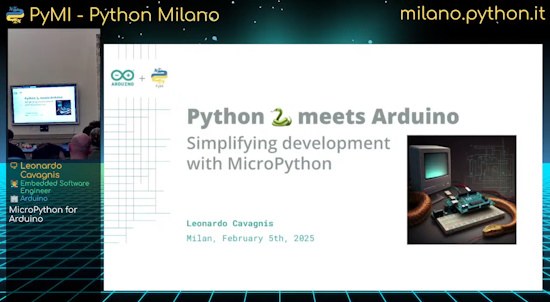 PyMI - Python Milano
milano.python.it
ARDUINO
Python 🐍 meets Arduino
Simplifying development
with MicroPython
Leonardo Cavagnis
Milan, February 5th, 2025
Leonardo
Cavagnis
Embedded Software
Engineer
Arduino
MicroPython for
Arduino